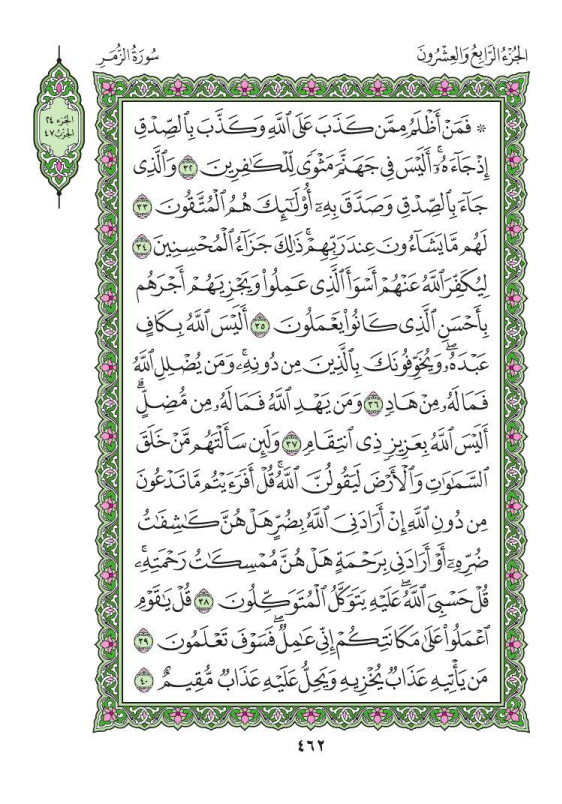 الجُزْءُ الرَّابِعُ وَالعِشْرُونَ
سُورَةُ الزُّمَرِ
الجزء ٢٤
الحزب ٤٧
۞ فَمَنْ أَظْلَمُ مِمَّن كَذَبَ عَلَى ٱللَّهِ وَكَذَّبَ بِٱلصِّدْقِ
إِذْ جَآءَهُۥٓۚ أَلَيْسَ فِى جَهَنَّمَ مَثْوًى لِّلْكَـٰفِرِينَ ٣٢ وَٱلَّذِى
جَآءَ بِٱلصِّدْقِ وَصَدَّقَ بِهِۦٓ أُوْلَـٰٓئِكَ هُمُ ٱلْمُتَّقُونَ ٣٣
لَهُم مَّا يَشَآءُونَ عِندَ رَبِّهِمْۚ ذَٰلِكَ جَزَآءُ ٱلْمُحْسِنِينَ ٣٤
لِيُكَفِّرَ ٱللَّهُ عَنْهُمْ أَسْوَأَ ٱلَّذِى عَمِلُواْ وَيَجْزِيَهُمْ أَجْرَهُم
بِأَحْسَنِ ٱلَّذِى كَانُواْ يَعْمَلُونَ ٣٥ أَلَيْسَ ٱللَّهُ بِكَافٍ
عَبْدَهُۥۖ وَيُخَوِّفُونَكَ بِٱلَّذِينَ مِن دُونِهِۦۚ وَمَن يُضْلِلِ ٱللَّهُ
فَمَا لَهُۥ مِنْ هَادٍ ٣٦ وَمَن يَهْدِ ٱللَّهُ فَمَا لَهُۥ مِن مُّضِلٍّۗ
أَلَيْسَ ٱللَّهُ بِعَزِيزٍ ذِى ٱنتِقَامٍ ٣٧ وَلَئِن سَأَلْتَهُم مَّنْ خَلَقَ
ٱلسَّمَـٰوَٰتِ وَٱلْأَرْضَ لَيَقُولُنَّ ٱللَّهُۚ قُلْ أَفَرَءَيْتُم مَّا تَدْعُونَ
مِن دُونِ ٱللَّهِ إِنْ أَرَادَنِىَ ٱللَّهُ بِضُرٍّ هَلْ هُنَّ كَـٰشِفَـٰتُ
ضُرِّهِۦٓ أَوْ أَرَادَنِى بِرَحْمَةٍ هَلْ هُنَّ مُمْسِكَـٰتُ رَحْمَتِهِۦۚ
قُلْ حَسْبِىَ ٱللَّهُۖ عَلَيْهِ يَتَوَكَّلُ ٱلْمُتَوَكِّلُونَ ٣٨ قُلْ يَـٰقَوْمِ
ٱعْمَلُواْ عَلَىٰ مَكَانَتِكُمْ إِنِّى عَـٰمِلٌۖ فَسَوْفَ تَعْلَمُونَ ٣٩
مَن يَأْتِيهِ عَذَابٌ يُخْزِيهِ وَيَحِلُّ عَلَيْهِ عَذَابٌ مُّقِيمٌ ٤٠
٤٦٢